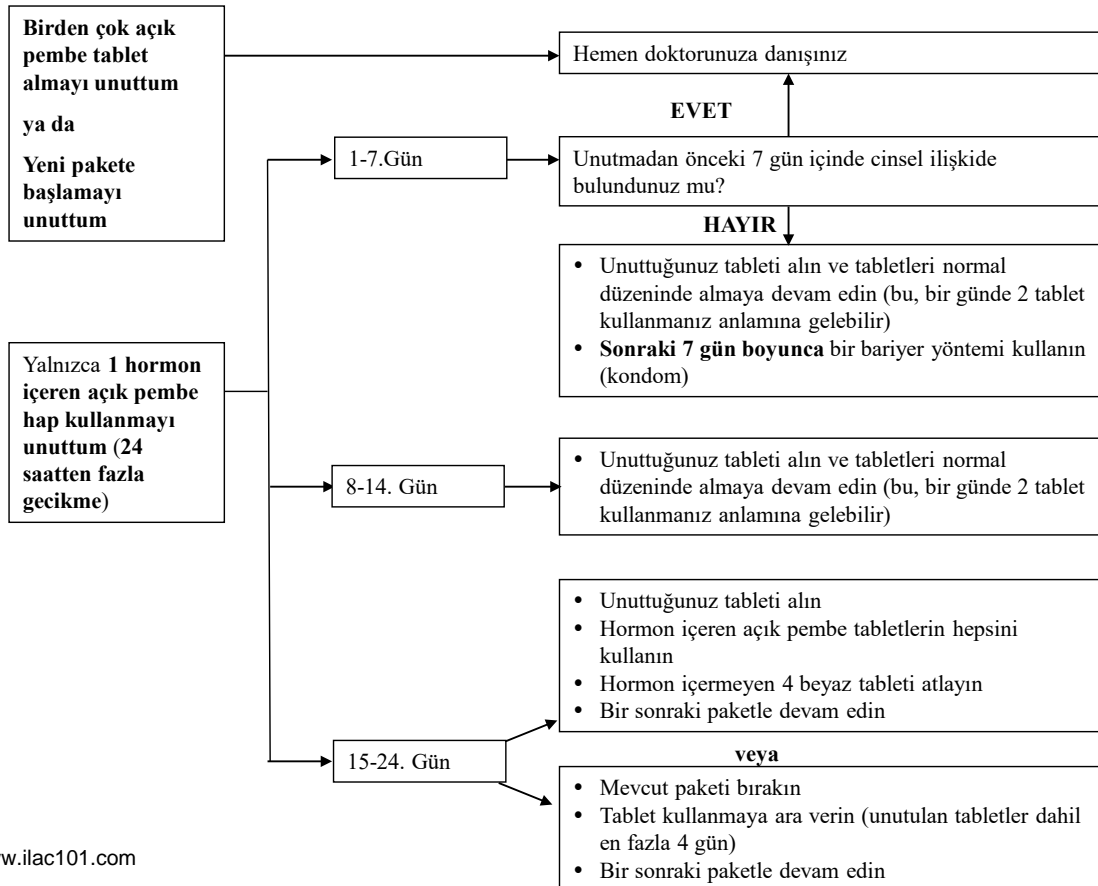 Birden çok açık
pembe tablet
almayı unuttum
ya da
Yeni pakete
başlamayı
unuttum
Hemen doktorunuza danışınız
EVET
1-7.Gün
Unutmadan önceki 7 gün içinde cinsel ilişkide
bulundunuz mu?
HAYIR
• Unuttuğunuz tableti alın ve tabletleri normal
düzeninde almaya devam edin (bu, bir günde 2 tablet
kullanmanız anlamına gelebilir)
• Sonraki 7 gün boyunca bir bariyer yöntemi kullanın
(kondom)
Yalnızca 1 hormon
içeren açık pembe
hap kullanmayı
unuttum (24
saatten fazla
gecikme)
8-14. Gün
• Unuttuğunuz tableti alın ve tabletleri normal
düzeninde almaya devam edin (bu, bir günde 2 tablet
kullanmanız anlamına gelebilir)
15-24. Gün
• Unuttuğunuz tableti alın
• Hormon içeren açık pembe tabletlerin hepsini
kullanın
• Hormon içermeyen 4 beyaz tableti atlayın
• Bir sonraki paketle devam edin
veya
• Mevcut paketi bırakın
• Tablet kullanmaya ara verin (unutulan tabletler dahil
en fazla 4 gün)
• Bir sonraki paketle devam edin
w.ilac101.com